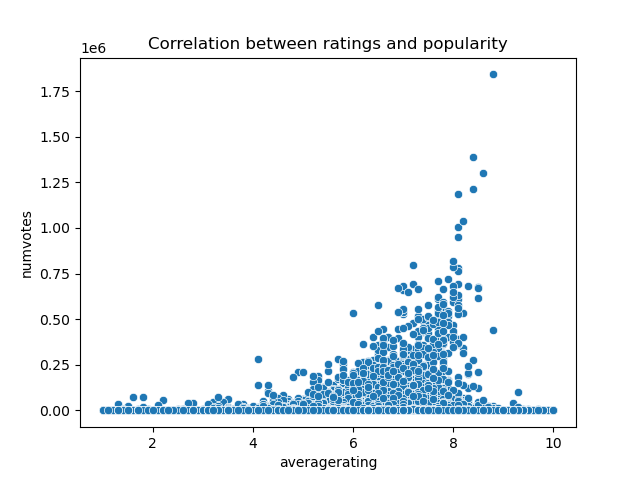 Correlation between ratings and popularity
1e6
1.75
1.50
1.25
1.00
0.75
0.50
0.25
0.00
numvotes
2 4 6 8 10
averagerating